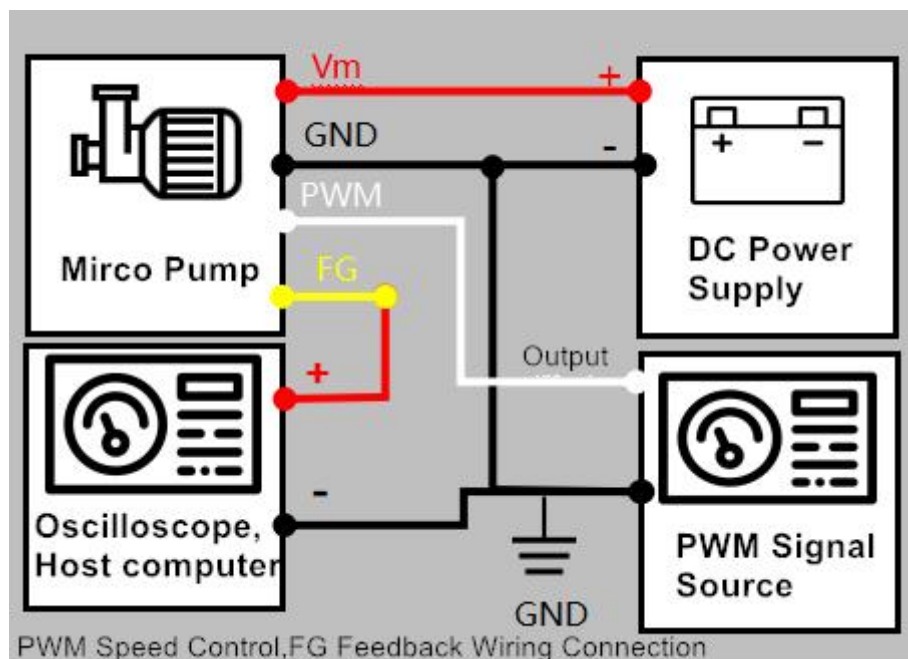 Vm
+
GND
-
+ -
PWM
Mirco Pump
FG
DC Power
Supply
Output
+
-
Oscilloscope,
Host computer
PWM Signal
Source
GND
PWM Speed Control,FG Feedback Wiring Connection